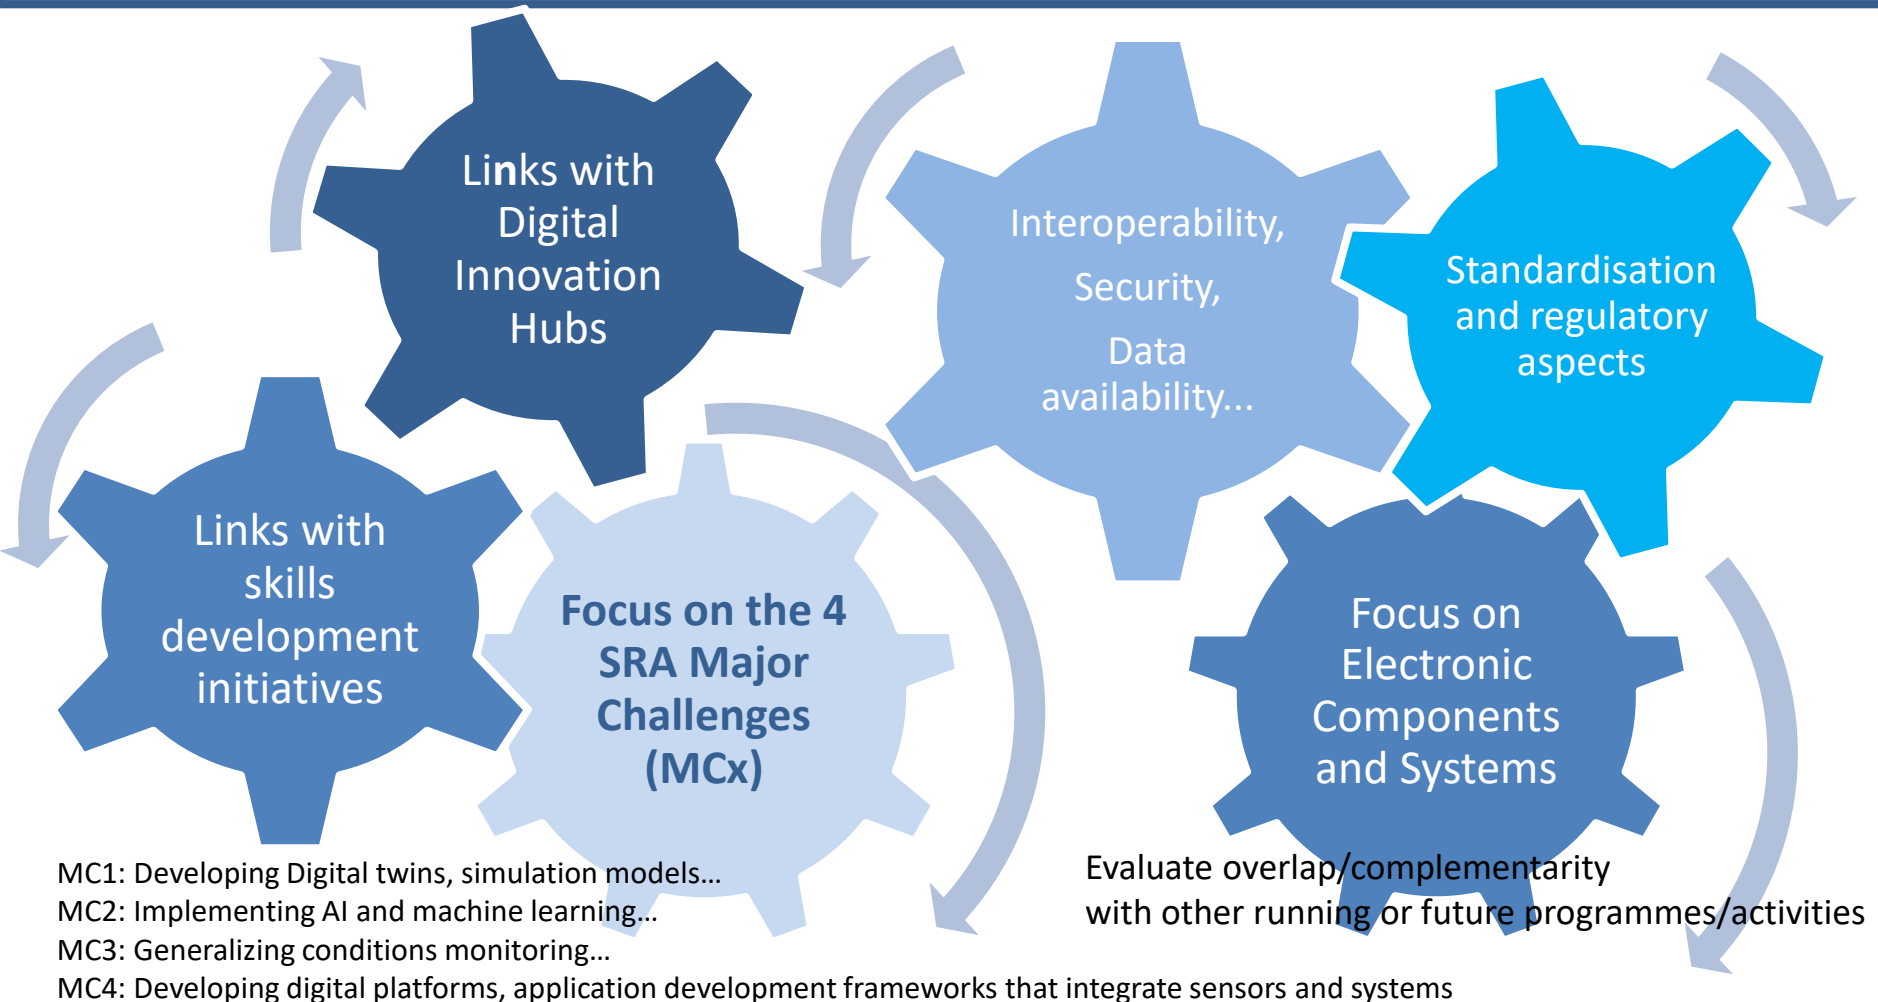 Links with
Digital
Innovation
Hubs
Interoperability,
Security,
Data
availability...
Standardisation
and regulatory
aspects
Links with
skills
development
initiatives
Focus on the 4
SRA Major
Challenges
(MCx)
Focus on
Electronic
Components
and Systems
MC1: Developing Digital twins, simulation models…
MC2: Implementing AI and machine learning…
MC3: Generalizing conditions monitoring…
MC4: Developing digital platforms, application development frameworks that integrate sensors and systems
Evaluate overlap/complementarity
with other running or future programmes/activities